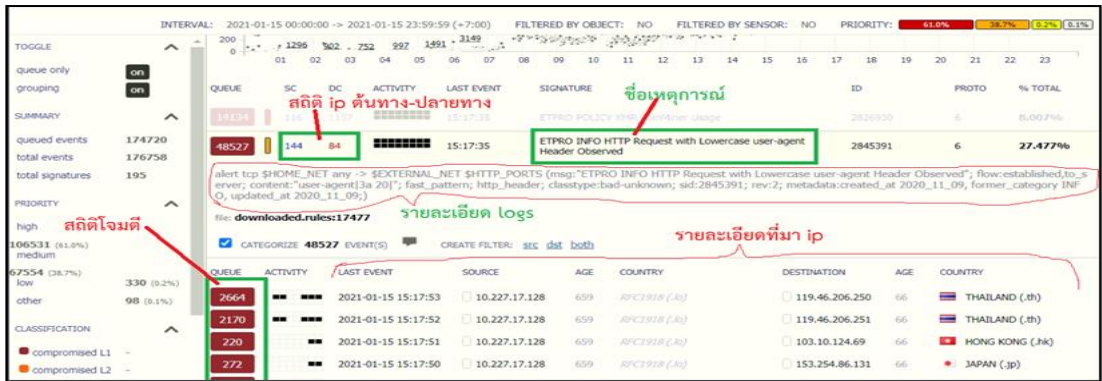 INTERVAL: 2021-01-15 00:00:00 -> 2021-01-15 23:59:59 (+7:00) FILTERED BY OBJECT: NO FILTERED BY SENSOR: NO PRIORITY: 61.0% 38.7% 0.2% 0.1%
TOGGLE
queue only on
grouping on
SUMMARY
queued events 174720
total events 176758
total signatures 195
PRIORITY
high
106531 (61.0%)
medium
67554 (38.7%)
low 330 (0.2%)
other 98 (0.1%)
CLASSIFICATION
compromised L1 -
compromised L2 -
สถิติโจมตี
200 1296 902 752 997 1491 3149
0
01 02 03 04 05 06 07 08 09 10 11 12 13 14 15 16 17 18 19 20 21 22 23
QUEUE SC DC ACTIVITY LAST EVENT SIGNATURE ID PROTO % TOTAL
สถิติ ip ต้นทาง-ปลายทาง
ชื่อเหตุการณ์
15:17:35 ETPRO POLICY 2826930 6 8.007%
48527 144 84 15:17:35 ETPRO INFO HTTP Request with Lowercase user-agent Header Observed 2845391 6 27.477%
alert tcp $HOME_NET any -> $EXTERNAL_NET $HTTP_PORTS (msg:"ETPRO INFO HTTP Request with Lowercase user-agent Header Observed"; flow:established,to_s
erver; content:"user-agent|3a 20|"; fast_pattern; http_header; classtype:bad-unknown; sid:2845391; rev:2; metadata:created_at 2020_11_09, former_category INF
O, updated_at 2020_11_09;)
รายละเอียด logs
file: downloaded.rules:17477
รายละเอียดที่มา ip
CATEGORIZE 48527 EVENT(S) CREATE FILTER: src dst both
QUEUE ACTIVITY LAST EVENT SOURCE AGE COUNTRY DESTINATION AGE COUNTRY
2664 2021-01-15 15:17:53 10.227.17.128 659 RFC1918 (.lo) 119.46.206.250 66 THAILAND (.th)
2170 2021-01-15 15:17:52 10.227.17.128 659 RFC1918 (.lo) 119.46.206.251 66 THAILAND (.th)
220 2021-01-15 15:17:51 10.227.17.128 659 RFC1918 (.lo) 103.10.124.69 66 HONG KONG (.hk)
272 2021-01-15 15:17:50 10.227.17.128 659 RFC1918 (.lo) 153.254.86.131 66 JAPAN (.jp)